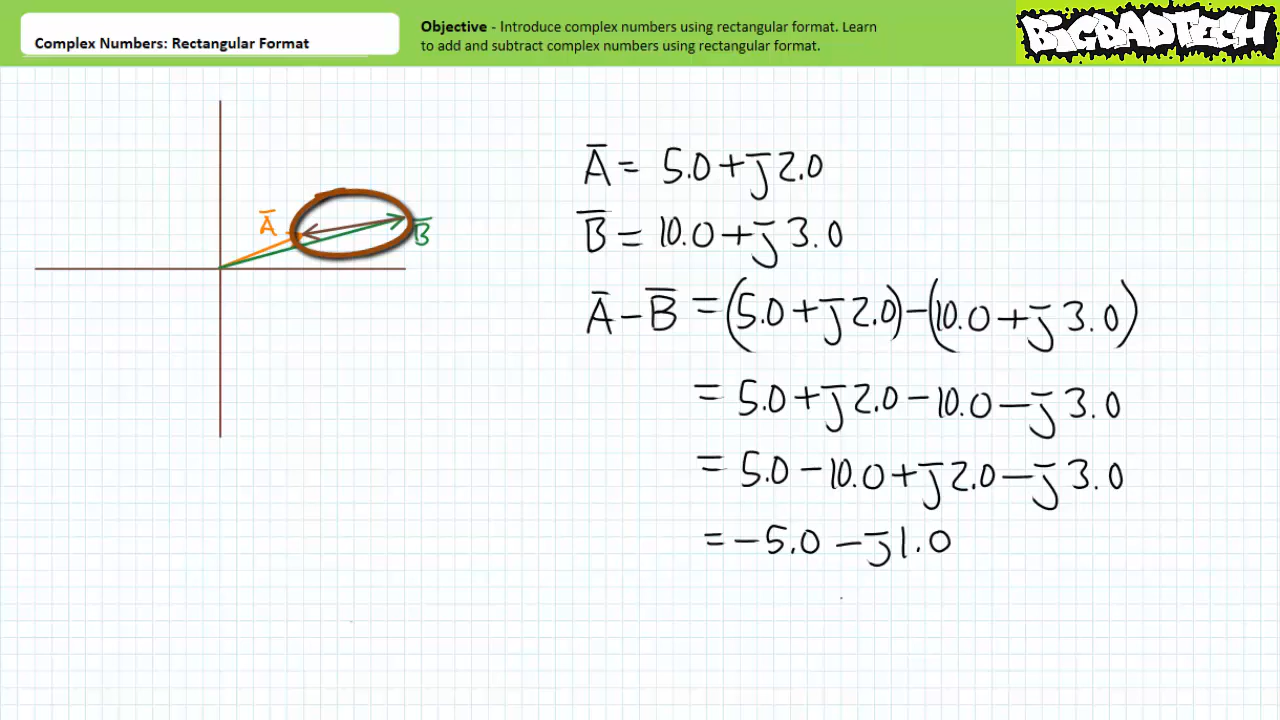 Complex Numbers: Rectangular Format
Objective - Introduce complex numbers using rectangular format. Learn
to add and subtract complex numbers using rectangular format.
BIGBADTECH
A̅
B̅
A̅ = 5.0+j2.0
B̅ = 10.0+j3.0
A̅-B̅ = (5.0+j2.0)-(10.0+j3.0)
= 5.0+j2.0-10.0-j3.0
= 5.0-10.0+j2.0-j3.0
= -5.0-j1.0